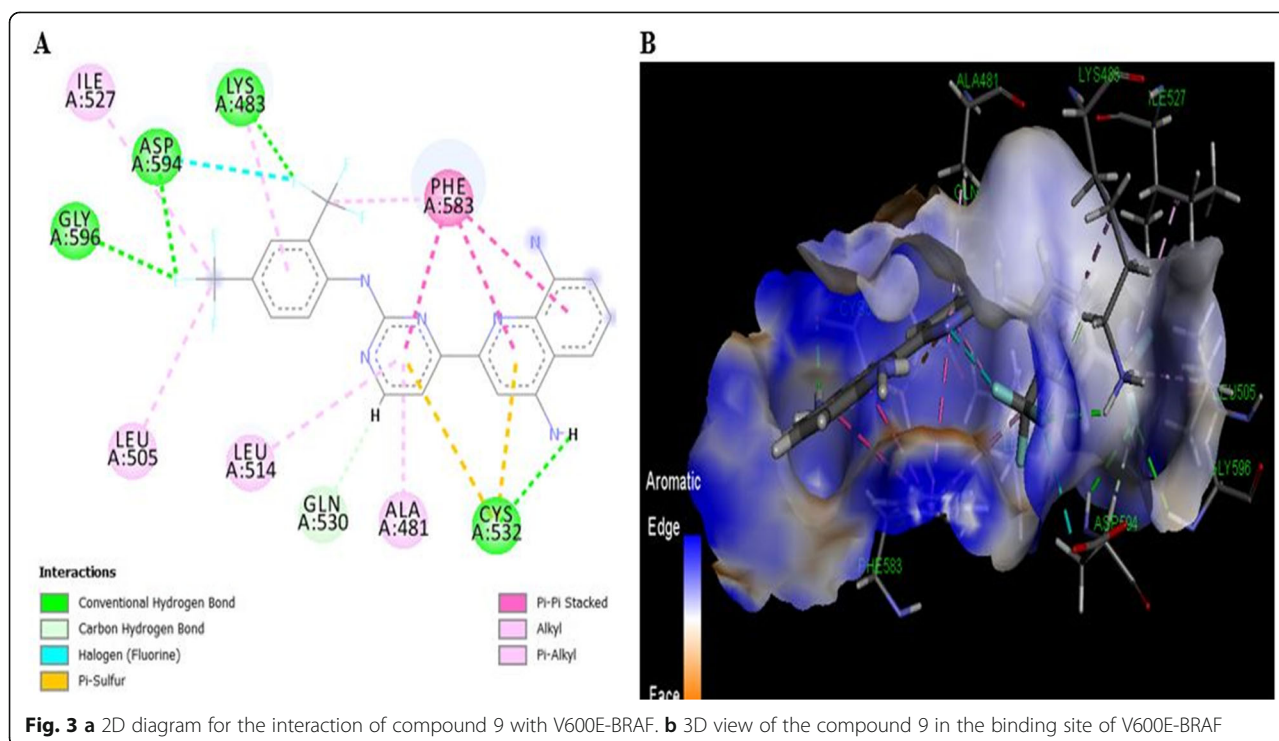 A
ILE
A:527
LYS
A:483
ASP
A:594
PHE
A:583
GLY
A:596
F
F
F
N
N
N
N
N
N
H
H
LEU
A:505
LEU
A:514
GLN
A:530
ALA
A:481
CYS
A:532
Interactions
Conventional Hydrogen Bond
Carbon Hydrogen Bond
Halogen (Fluorine)
Pi-Sulfur
Pi-Pi Stacked
Alkyl
Pi-Alkyl
B
ALA481
LYS483
ILE527
GLN
LEU505
GLY596
ASP594
PHE583
Aromatic
Edge
Face
Fig. 3 a 2D diagram for the interaction of compound 9 with V600E-BRAF. b 3D view of the compound 9 in the binding site of V600E-BRAF